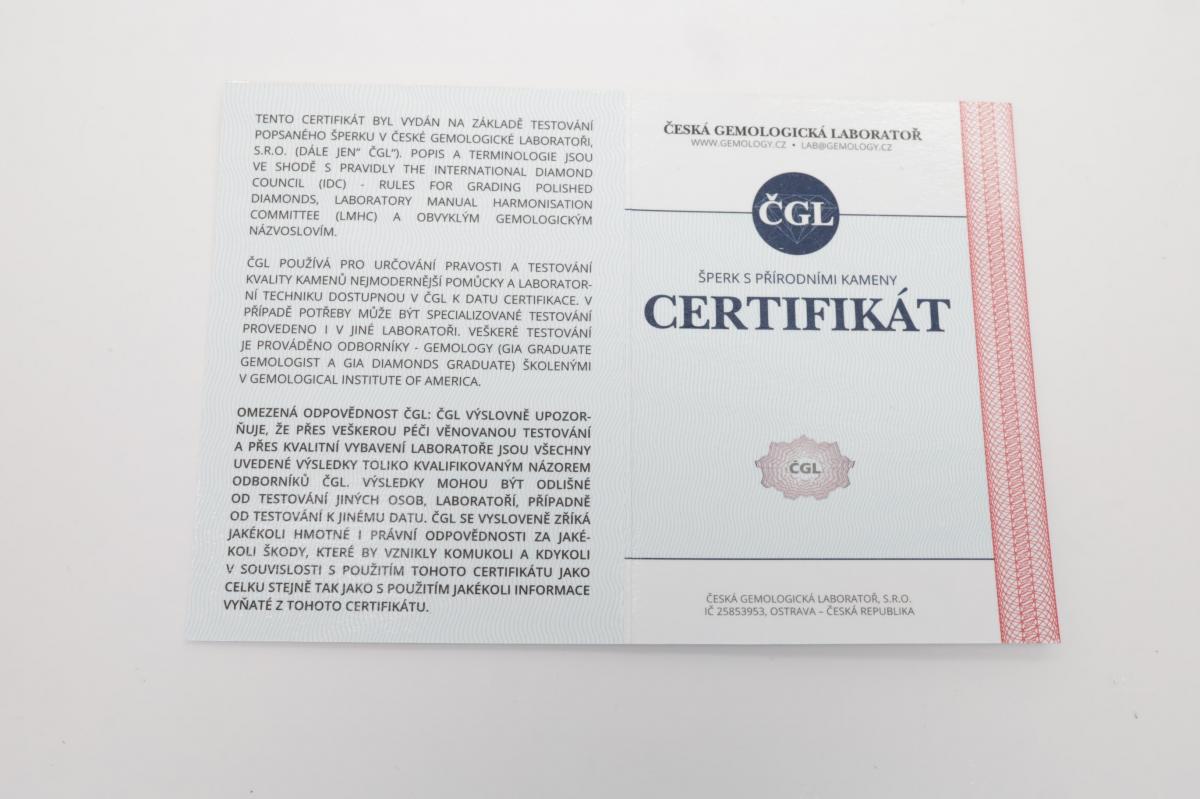 TENTO CERTIFIKÁT BYL VYDÁN NA ZÁKLADĚ TESTOVÁNÍ
POPSANÉHO ŠPERKU V ČESKÉ GEMOLOGICKÉ LABORATOŘI,
S.R.O. (DÁLE JEN" ČGL"). POPIS A TERMINOLOGIE JSOU
VE SHODĚ S PRAVIDLY THE INTERNATIONAL DIAMOND
COUNCIL (IDC) - RULES FOR GRADING POLISHED
DIAMONDS, LABORATORY MANUAL HARMONISATION
COMMITTEE (LMHC) A OBVYKLÝM GEMOLOGICKÝM
NÁZVOSLOVÍM.
ČGL POUŽÍVÁ PRO URČOVÁNÍ PRAVOSTI A TESTOVÁNÍ
KVALITY KAMENŮ NEJMODERNĚJŠÍ POMŮCKY A LABORATOR-
NÍ TECHNIKU DOSTUPNOU V ČGL K DATU CERTIFIKACE. V
PŘÍPADĚ POTŘEBY MŮŽE BÝT SPECIALIZOVANÉ TESTOVÁNÍ
PROVEDENO I V JINÉ LABORATOŘI. VEŠKERÉ TESTOVÁNÍ
JE PROVÁDĚNO ODBORNÍKY - GEMOLOGY (GIA GRADUATE
GEMOLOGIST A GIA DIAMONDS GRADUATE) ŠKOLENÝMI
V GEMOLOGICAL INSTITUTE OF AMERICA.
OMEZENÁ ODPOVĚDNOST ČGL: ČGL VÝSLOVNĚ UPOZOR-
ŇUJE, ŽE PŘES VEŠKEROU PÉČI VĚNOVANOU TESTOVÁNÍ
A PŘES KVALITNÍ VYBAVENÍ LABORATOŘE JSOU VŠECHNY
UVEDENÉ VÝSLEDKY TOLIKO KVALIFIKOVANÝM NÁZOREM
ODBORNÍKŮ ČGL. VÝSLEDKY MOHOU BÝT ODLIŠNÉ
OD TESTOVÁNÍ JINÝCH OSOB, LABORATOŘÍ, PŘÍPADNĚ
OD TESTOVÁNÍ K JINÉMU DATU. ČGL SE VYSLOVENĚ ZŘÍKÁ
JAKÉKOLI HMOTNÉ I PRÁVNÍ ODPOVĚDNOSTI ZA JAKÉ-
KOLI ŠKODY, KTERÉ BY VZNIKLY KOMUKOLI A KDYKOLI
V SOUVISLOSTI S POUŽITÍM TOHOTO CERTIFIKÁTU JAKO
CELKU STEJNĚ TAK JAKO S POUŽITÍM JAKÉKOLI INFORMACE
VYŇATÉ Z TOHOTO CERTIFIKÁTU.
ČESKÁ GEMOLOGICKÁ LABORATOŘ
WWW.GEMOLOGY.CZ • LAB@GEMOLOGY.CZ
ČGL
ŠPERK S PŘÍRODNÍMI KAMENY
CERTIFIKÁT
ČGL
ČESKÁ GEMOLOGICKÁ LABORATOŘ, S.R.O.
IČ 25853953, OSTRAVA – ČESKÁ REPUBLIKA